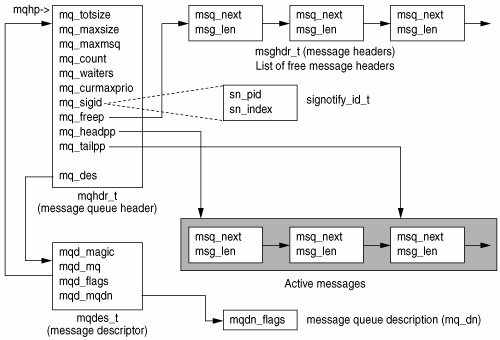 mqhp->
mq_totsize
mq_maxsize
mq_maxmsq
mq_count
mq_waiters
mq_curmaxprio
mq_sigid
mq_freep
mq_headpp
mq_tailpp
mq_des
mqhdr_t
(message queue header)
msq_next
msg_len
msq_next
msg_len
msq_next
msg_len
msghdr_t (message headers)
List of free message headers
sn_pid
sn_index
signotify_id_t
msq_next
msg_len
msq_next
msg_len
msq_next
msg_len
Active messages
mqd_magic
mqd_mq
mqd_flags
mqd_mqdn
mqdes_t
(message descriptor)
mqdn_flags
message queue description (mq_dn)